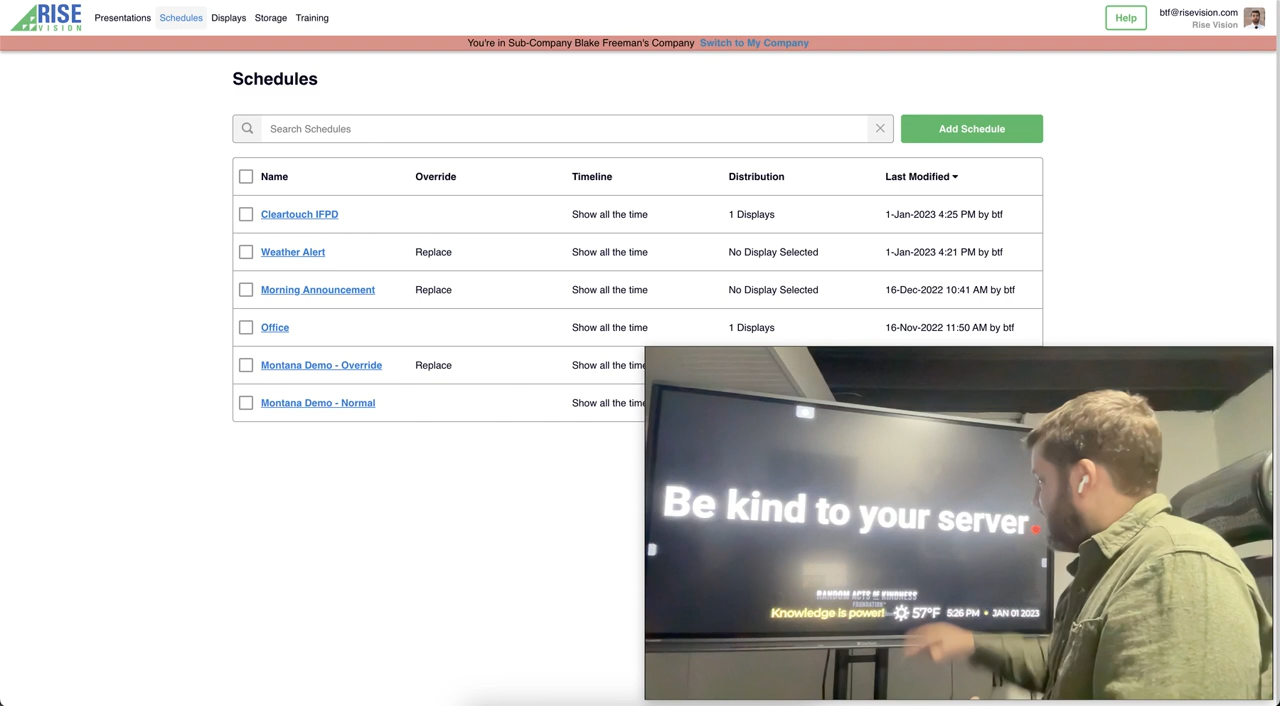 RISE
VISION
Presentations Schedules Displays Storage Training
Help
btf@risevision.com
Rise Vision
You're in Sub-Company Blake Freeman's Company Switch to My Company
Schedules
Search Schedules
Add Schedule
Name Override Timeline Distribution Last Modified
Cleartouch IFPD Show all the time 1 Displays 1-Jan-2023 4:25 PM by btf
Weather Alert Replace Show all the time No Display Selected 1-Jan-2023 4:21 PM by btf
Morning Announcement Replace Show all the time No Display Selected 16-Dec-2022 10:41 AM by btf
Office Show all the time 1 Displays 16-Nov-2022 11:50 AM by btf
Montana Demo - Override Replace Show all the time
Montana Demo - Normal Show all the time
Be kind to your server.
RANDOM ACTS OF KINDNESS
FOUNDATION
Knowledge is power! 57°F 5:26 PM • JAN 01 2023